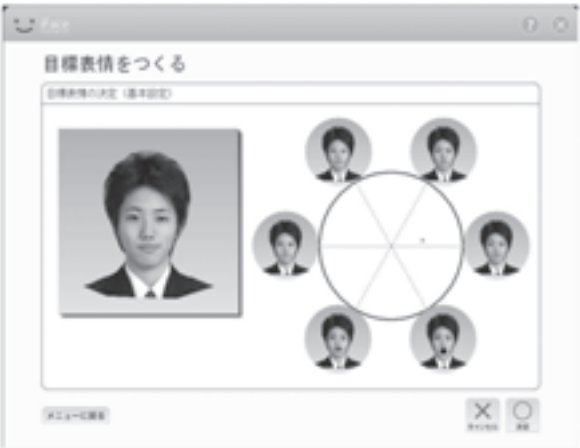 目標表情をつくる
目標表情の決定（基本設定）
メニューに戻る
キャンセル
決定